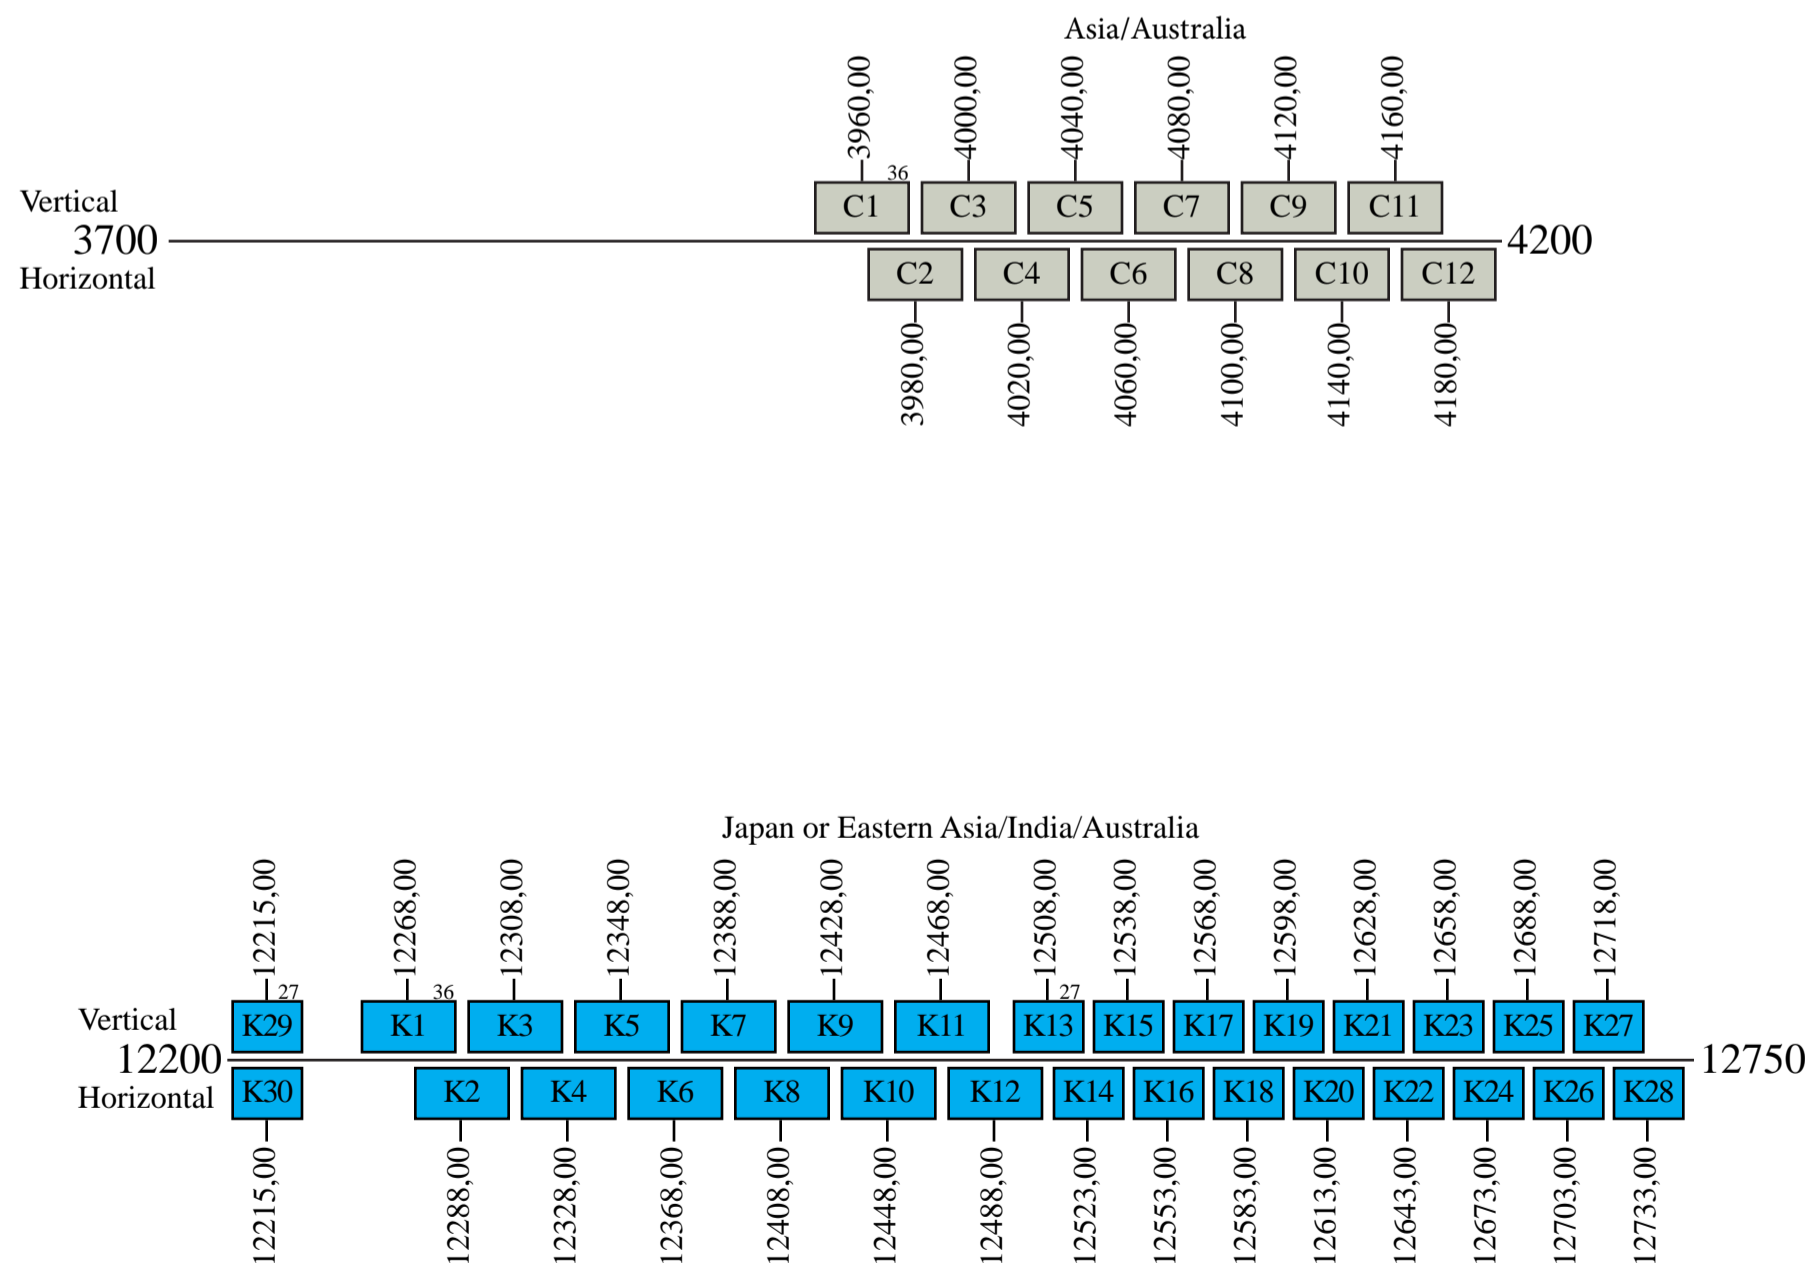 Asia/Australia
3960,00 4000,00 4040,00 4080,00 4120,00 4160,00
36
Vertical C1 C3 C5 C7 C9 C11
3700 4200
Horizontal C2 C4 C6 C8 C10 C12
3980,00 4020,00 4060,00 4100,00 4140,00 4180,00
Japan or Eastern Asia/India/Australia
12215,00 12268,00 12308,00 12348,00 12388,00 12428,00 12468,00 12508,00 12538,00 12568,00 12598,00 12628,00 12658,00 12688,00 12718,00
27 36 27
Vertical K29 K1 K3 K5 K7 K9 K11 K13 K15 K17 K19 K21 K23 K25 K27
12200 12750
Horizontal K30 K2 K4 K6 K8 K10 K12 K14 K16 K18 K20 K22 K24 K26 K28
12215,00 12288,00 12328,00 12368,00 12408,00 12448,00 12488,00 12523,00 12553,00 12583,00 12613,00 12643,00 12673,00 12703,00 12733,00